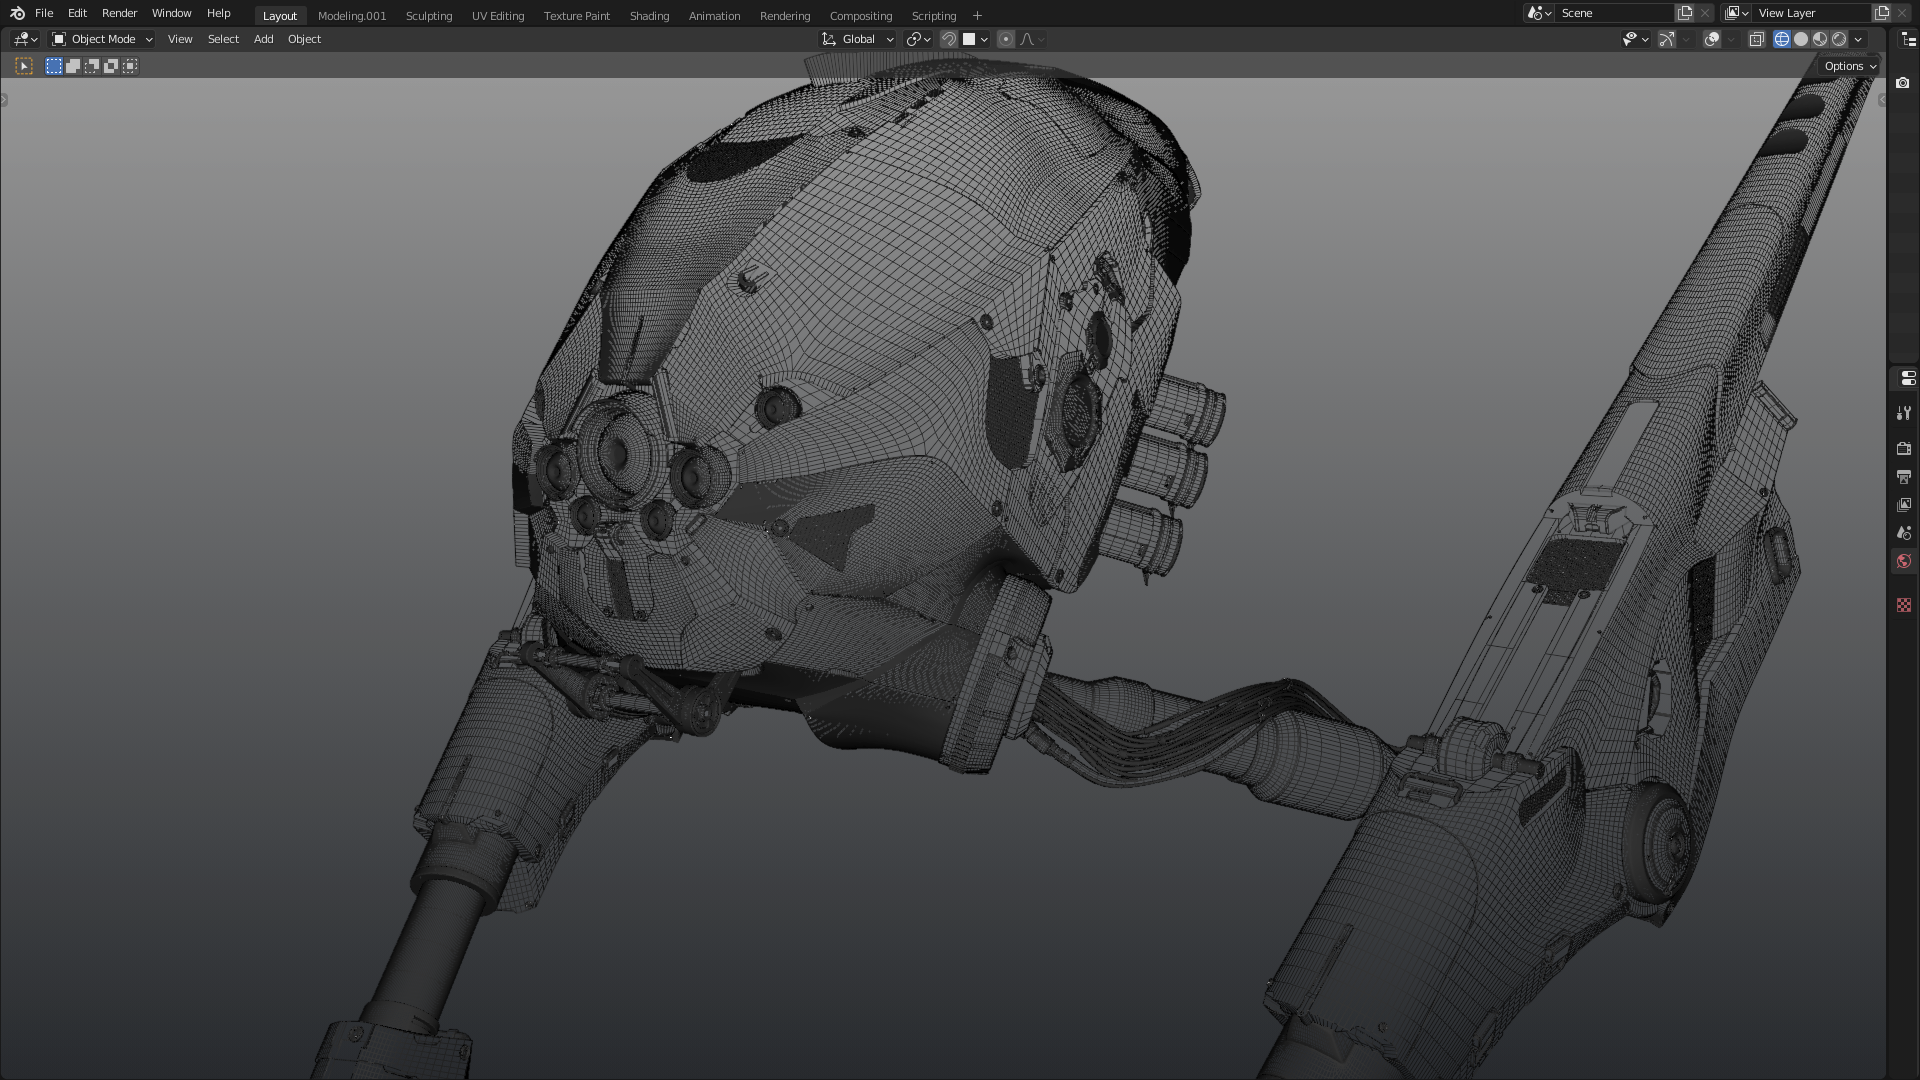 File Edit Render Window Help Layout Modeling.001 Sculpting UV Editing Texture Paint Shading Animation Rendering Compositing Scripting + Scene View Layer
Object Mode View Select Add Object Global
Options